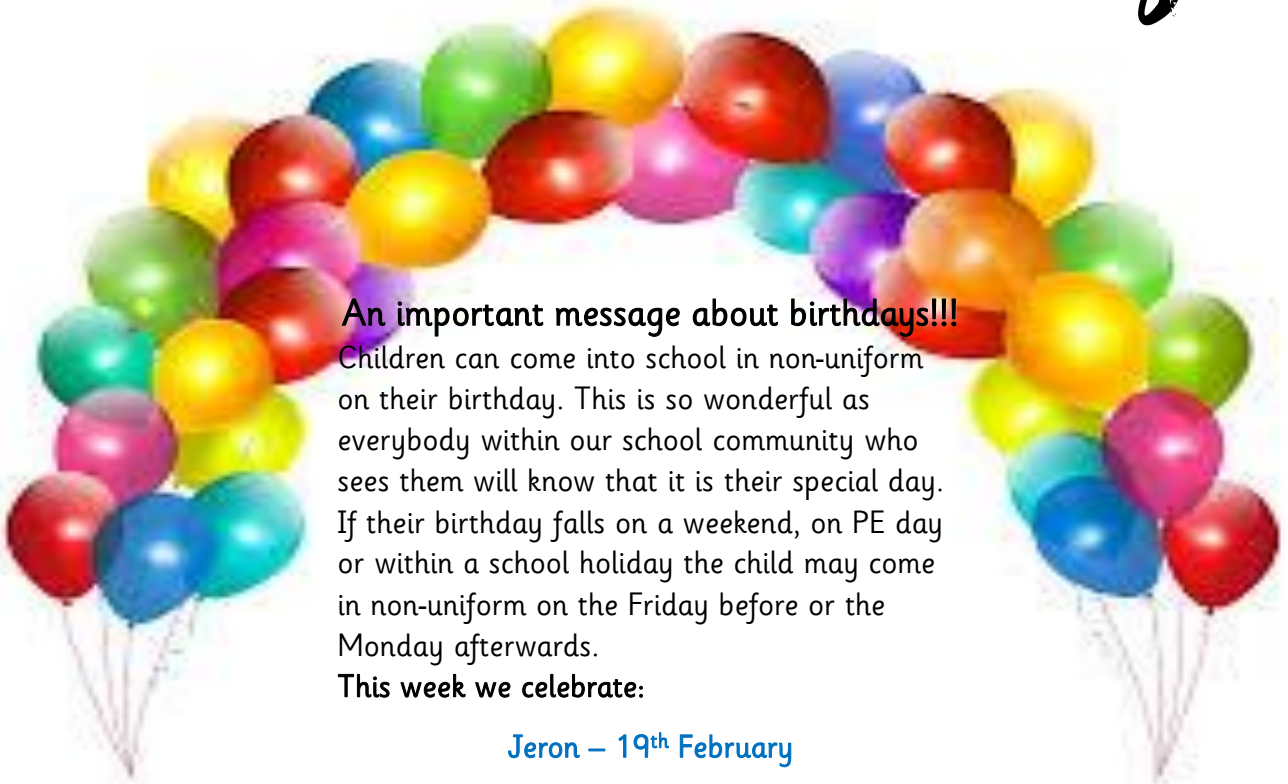 An important message about birthdays!!!
Children can come into school in non-uniform
on their birthday. This is so wonderful as
everybody within our school community who
sees them will know that it is their special day.
If their birthday falls on a weekend, on PE day
or within a school holiday the child may come
in non-uniform on the Friday before or the
Monday afterwards.
This week we celebrate:
Jeron – 19th February